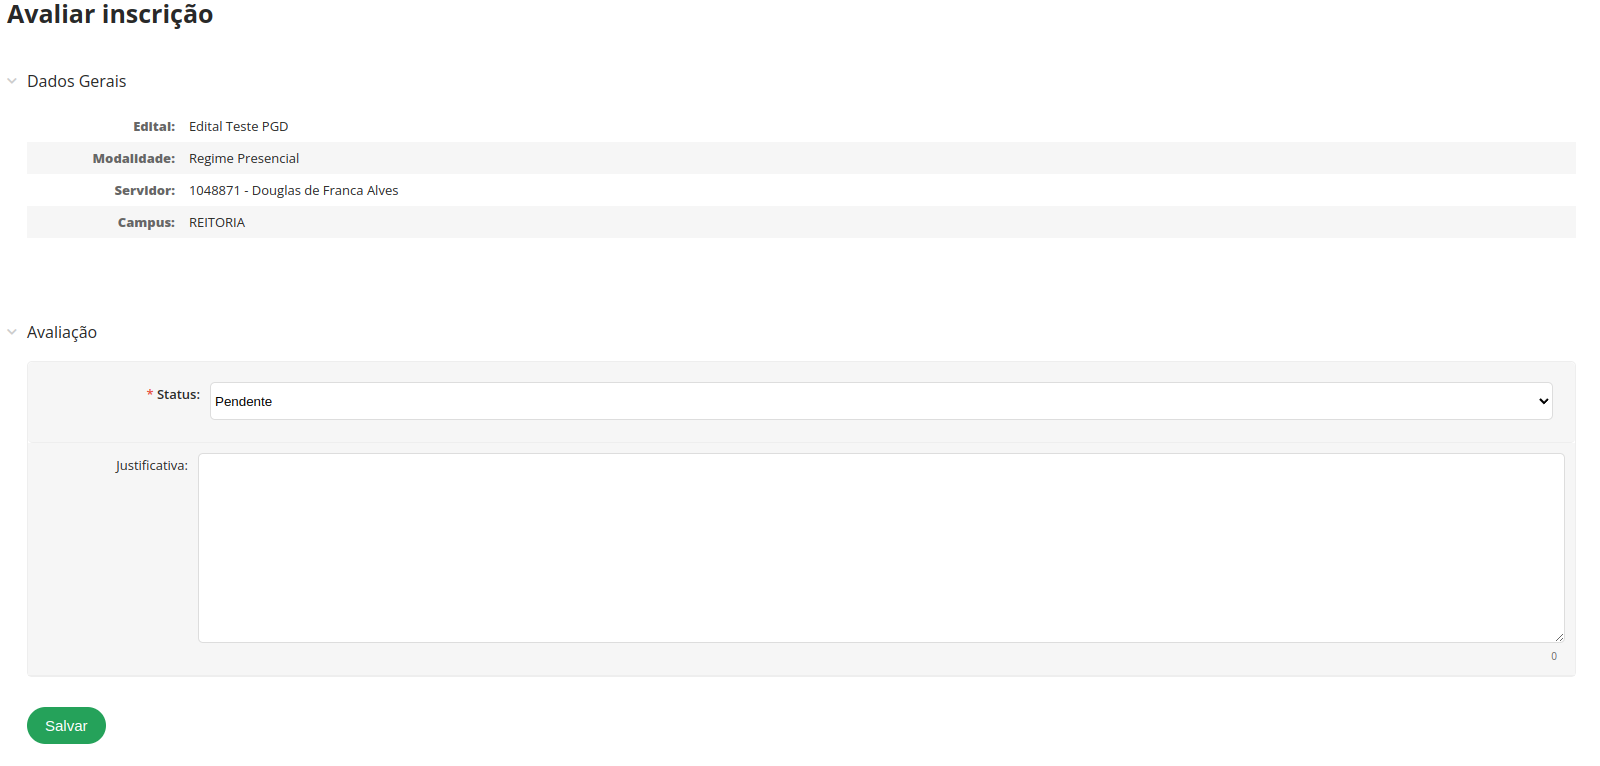 Avaliar inscrição
Dados Gerais
Edital: Edital Teste PGD
Modalidade: Regime Presencial
Servidor: 1048871 - Douglas de Franca Alves
Campus: REITORIA
Avaliação
* Status: Pendente
Justificativa:
0
Salvar